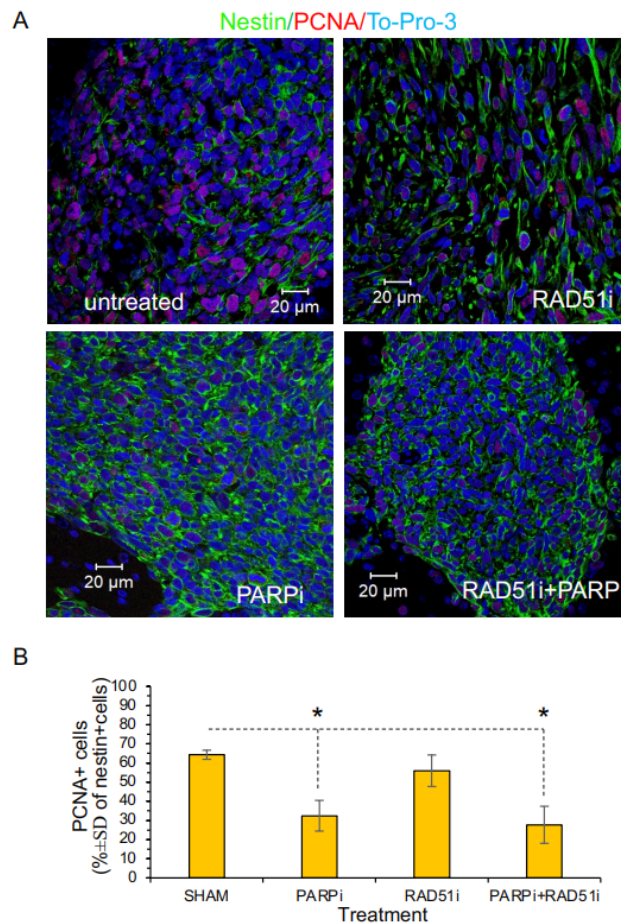 A
Nestin/PCNA/To-Pro-3
untreated
20 μm
20 μm
RAD51i
20 μm
PARPi
20 μm
RAD51i+PARP
B
PCNA+ cells
(%±SD of nestin+cells)
100
90
80
70
60
50
40
30
20
10
0
* *
SHAM PARPi RAD51i PARPi+RAD51i
Treatment